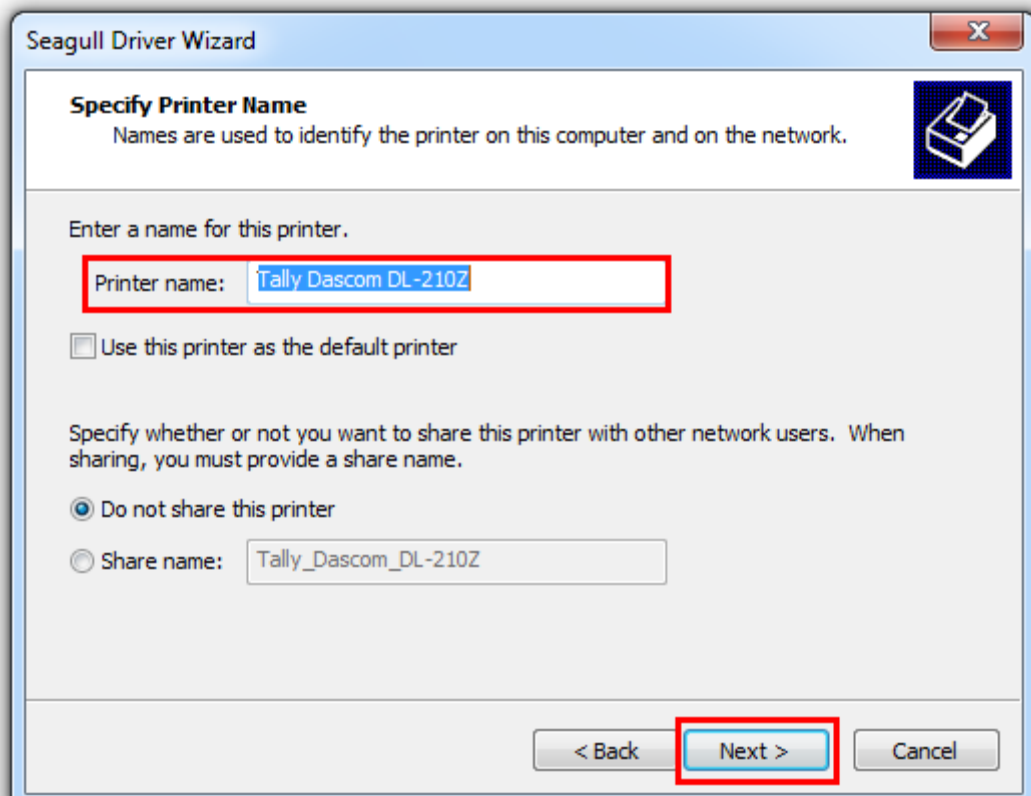 Seagull Driver Wizard
Specify Printer Name
Names are used to identify the printer on this computer and on the network.
Enter a name for this printer.
Printer name: Tally Dascom DL-210Z
Use this printer as the default printer
Specify whether or not you want to share this printer with other network users.  When
sharing, you must provide a share name.
Do not share this printer
Share name: Tally_Dascom_DL-210Z
< Back Next > Cancel